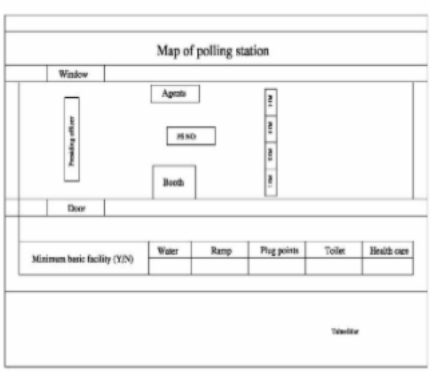 Map of polling station
Window
Agents
Presiding officer
Booth
Door
Minimum basic facility (Y/N)
Water
Ramp
Plug points
Toilet
Health care